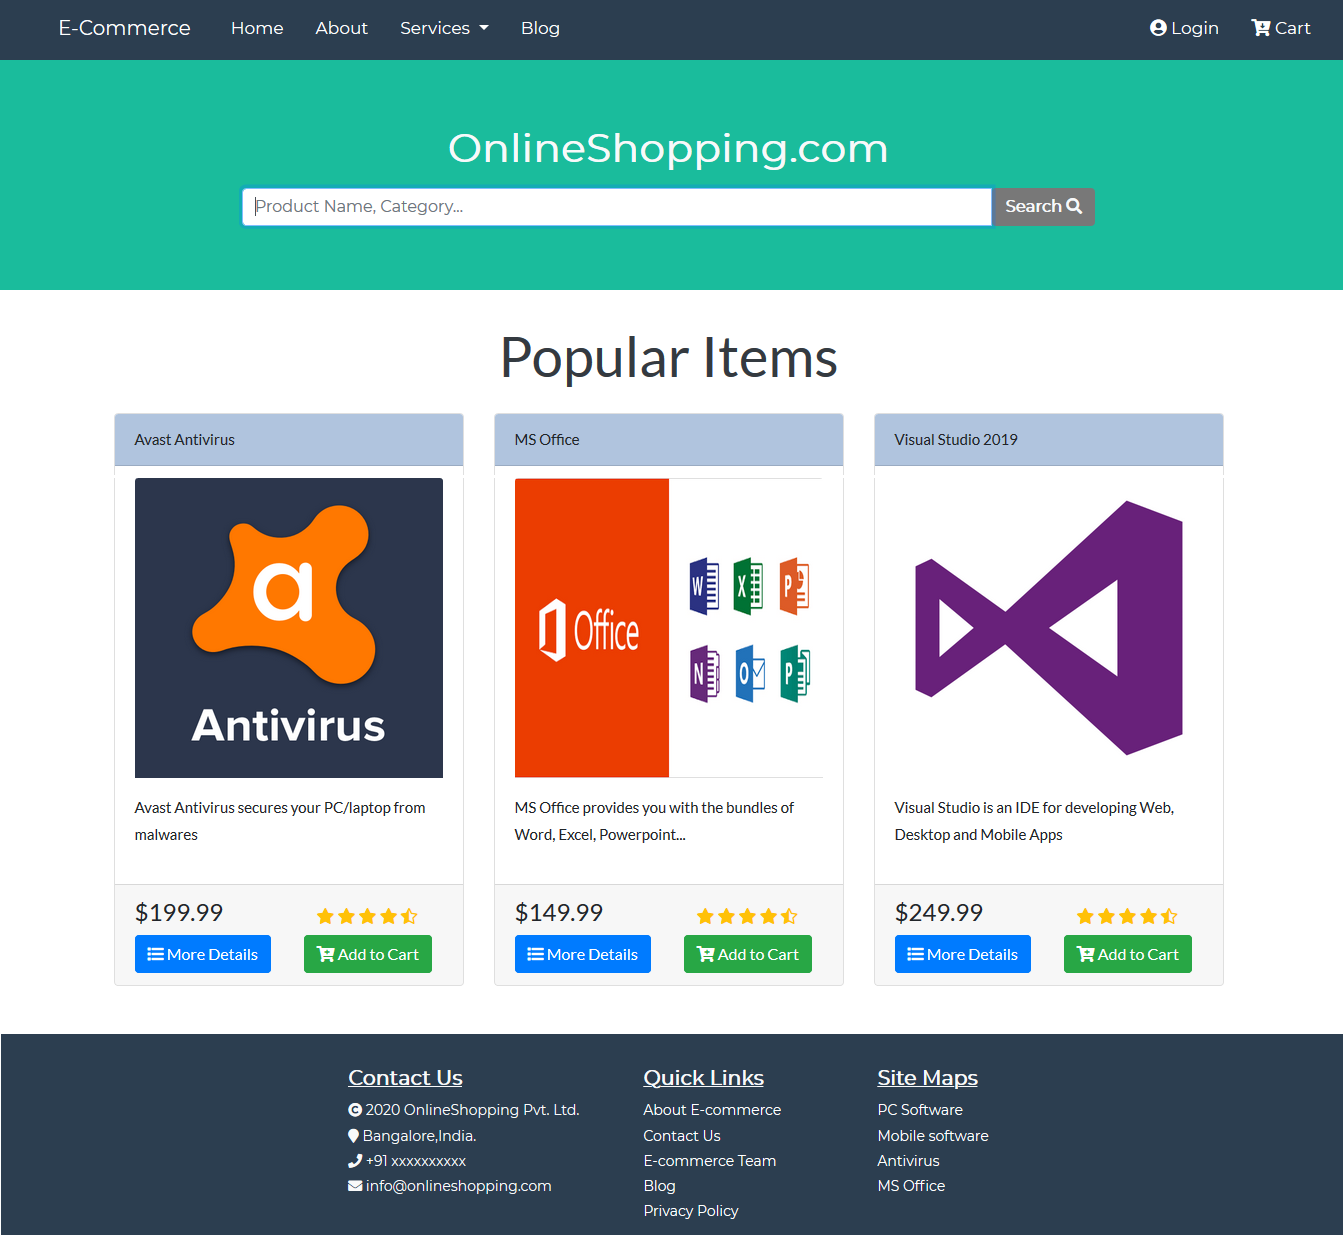 E-Commerce Home About Services Blog Login Cart
OnlineShopping.com
Product Name, Category... Search
Popular Items
Avast Antivirus
a
Antivirus
Avast Antivirus secures your PC/laptop from
malwares
$199.99
More Details Add to Cart
MS Office
Office
W X P
N O P
MS Office provides you with the bundles of
Word, Excel, Powerpoint...
$149.99
More Details Add to Cart
Visual Studio 2019
Visual Studio is an IDE for developing Web,
Desktop and Mobile Apps
$249.99
More Details Add to Cart
Contact Us
© 2020 OnlineShopping Pvt. Ltd.
Bangalore,India.
+91 xxxxxxxxxx
info@onlineshopping.com
Quick Links
About E-commerce
Contact Us
E-commerce Team
Blog
Privacy Policy
Site Maps
PC Software
Mobile software
Antivirus
MS Office